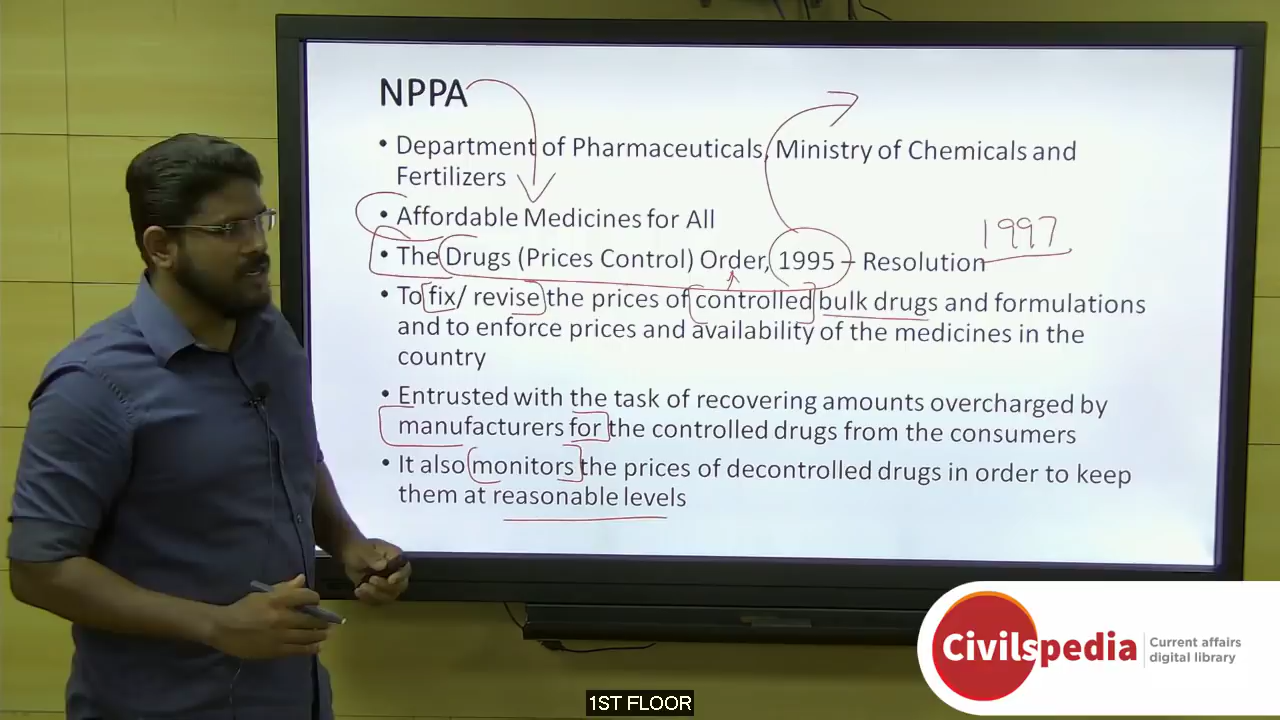 NPPA
• Department of Pharmaceuticals, Ministry of Chemicals and
Fertilizers
• Affordable Medicines for All
• The Drugs (Prices Control) Order, 1995 – Resolution
1997
• To fix/ revise the prices of controlled bulk drugs and formulations
and to enforce prices and availability of the medicines in the
country
• Entrusted with the task of recovering amounts overcharged by
manufacturers for the controlled drugs from the consumers
• It also monitors the prices of decontrolled drugs in order to keep
them at reasonable levels
Civilspedia
Current affairs
digital library
1ST FLOOR